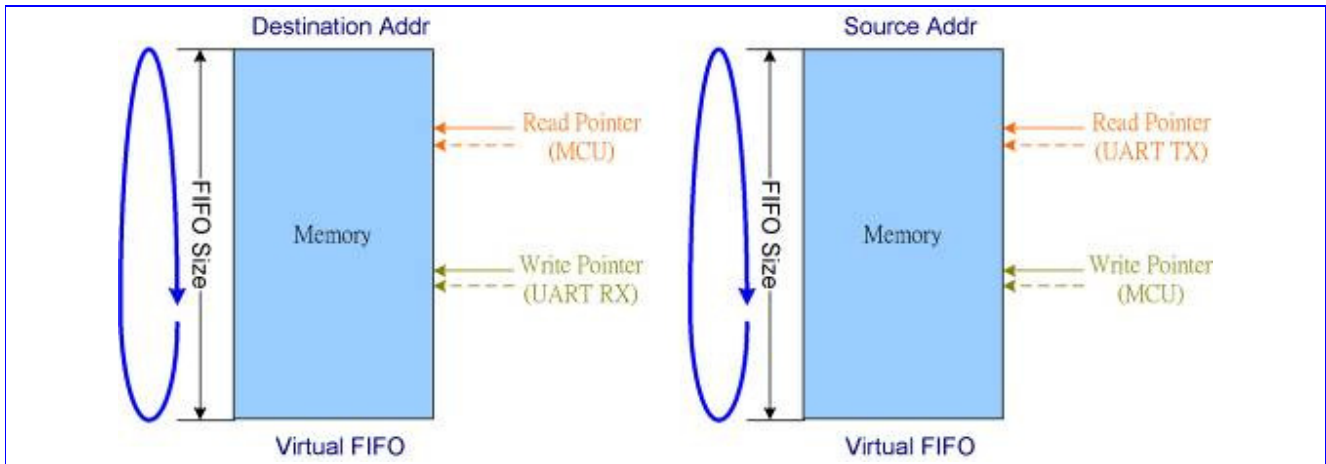 Destination Addr
FIFO Size
Memory
Read Pointer
(MCU)
Write Pointer
(UART RX)
Virtual FIFO
Source Addr
FIFO Size
Memory
Read Pointer
(UART TX)
Write Pointer
(MCU)
Virtual FIFO